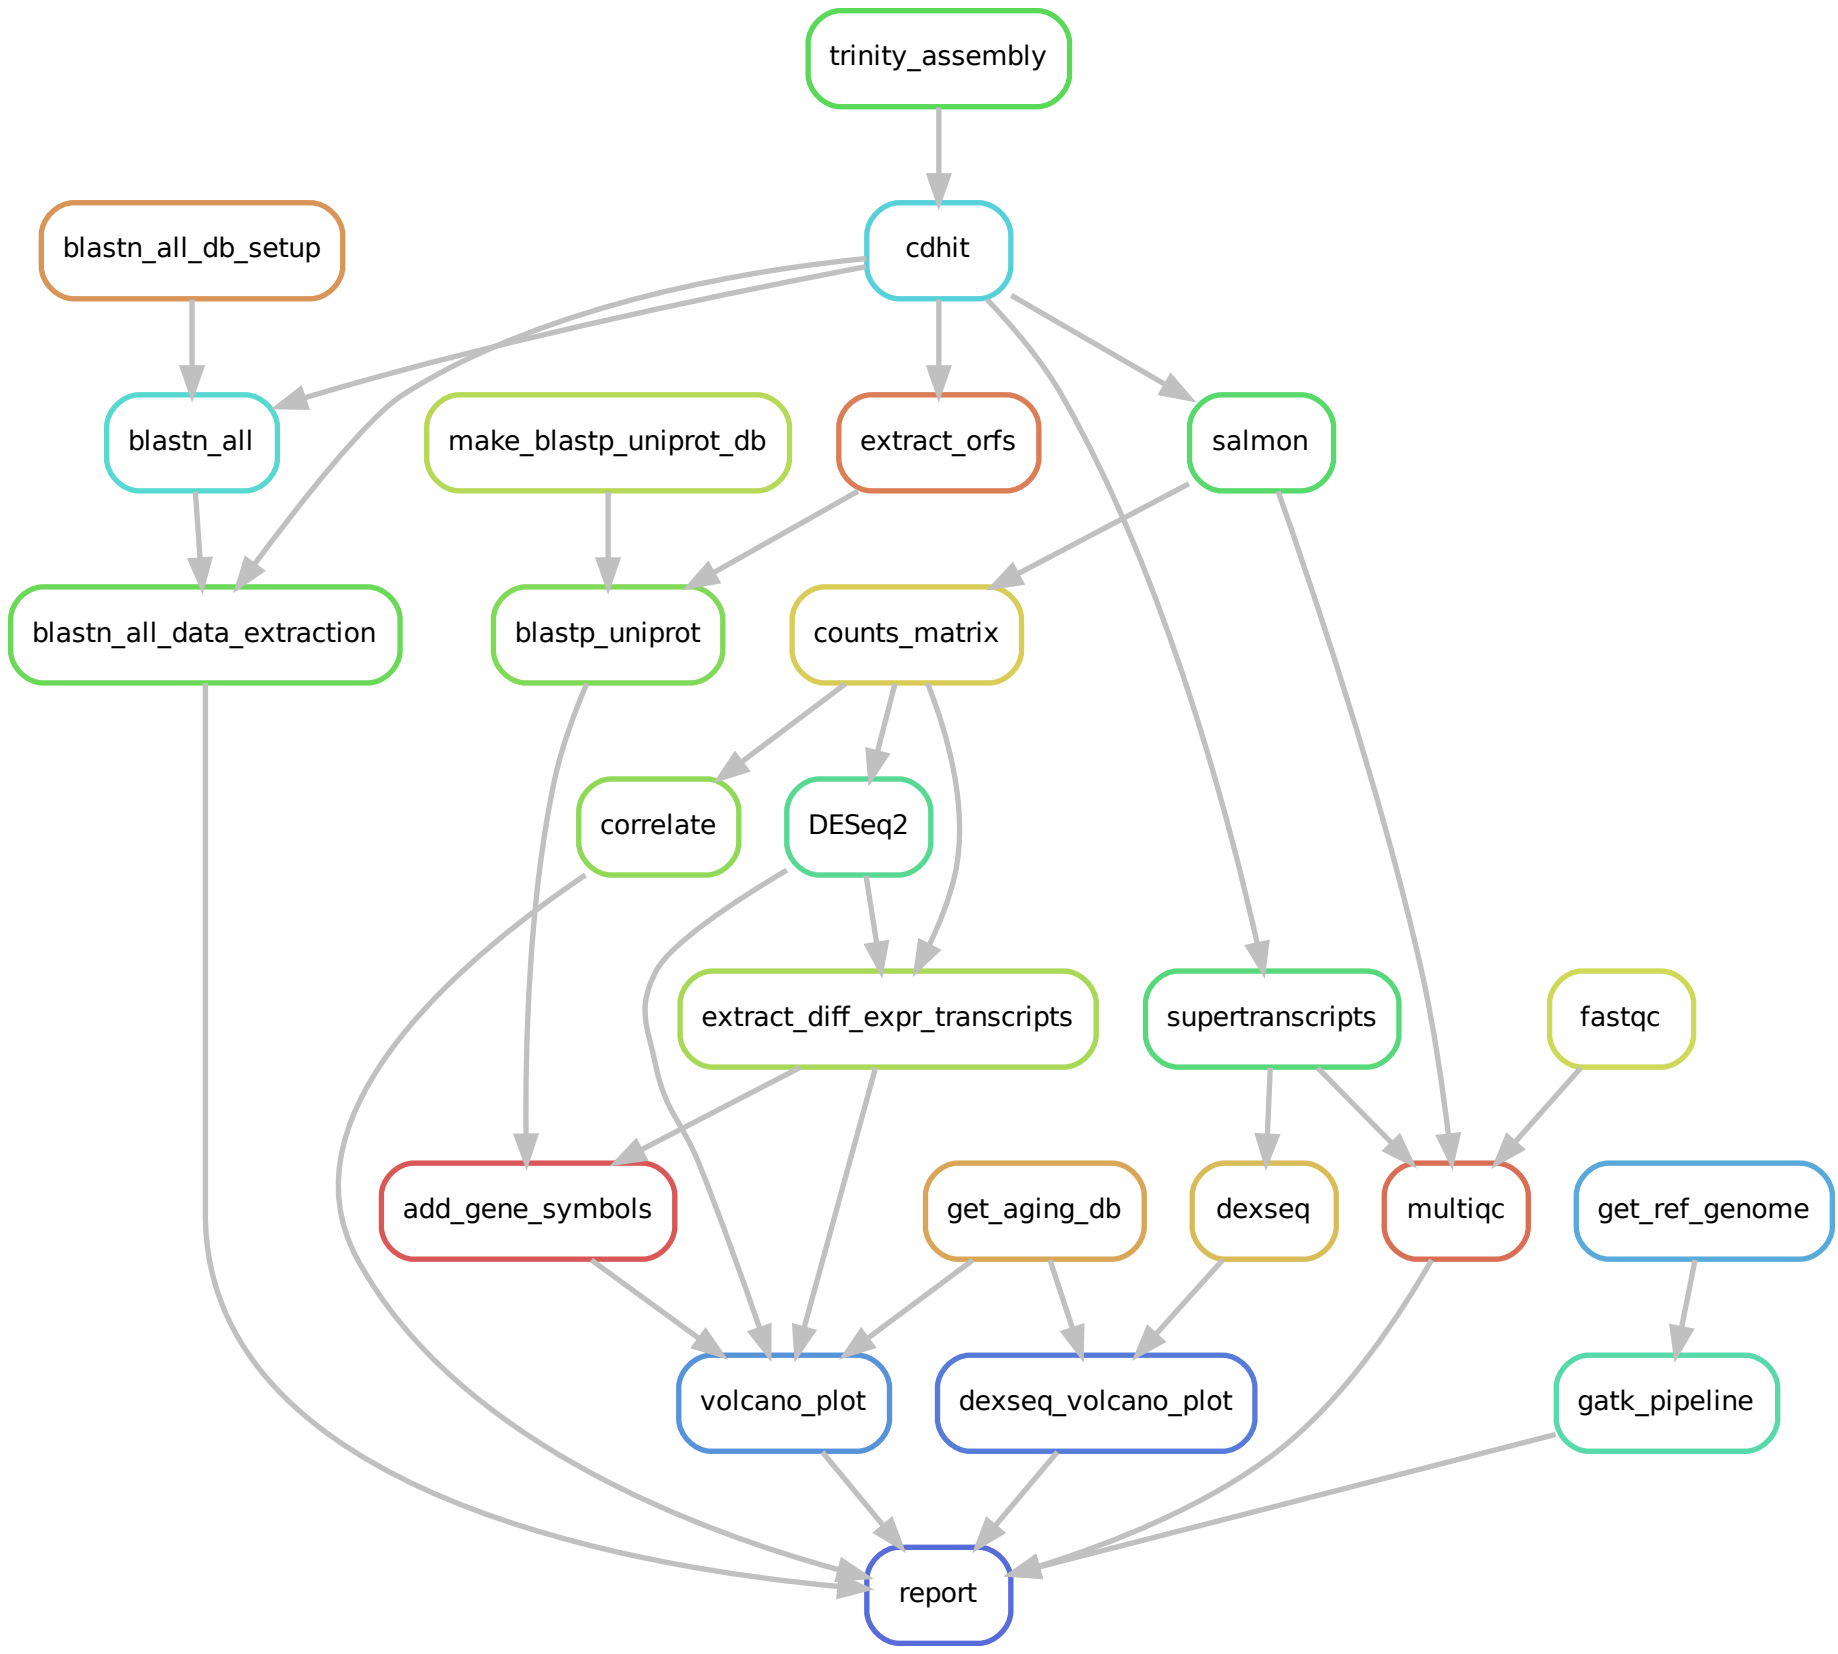 trinity_assembly
blastn_all_db_setup
cdhit
blastn_all
make_blastp_uniprot_db
extract_orfs
salmon
blastn_all_data_extraction
blastp_uniprot
counts_matrix
correlate
DESeq2
extract_diff_expr_transcripts
supertranscripts
fastqc
add_gene_symbols
get_aging_db
dexseq
multiqc
get_ref_genome
volcano_plot
dexseq_volcano_plot
gatk_pipeline
report